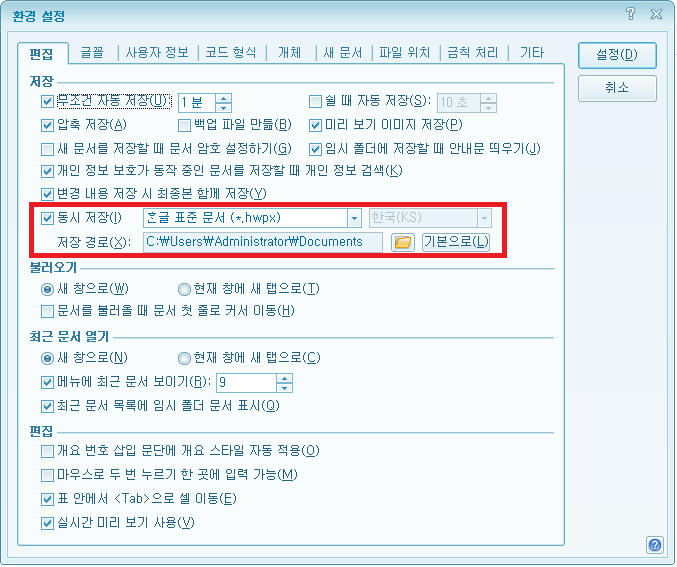 환경 설정
편집 글꼴 사용자 정보 코드 형식 개체 새 문서 파일 위치 금칙 처리 기타
설정(D)
취소
저장
무조건 자동 저장(U) 1 분 쉴 때 자동 저장(S): 10 초
압축 저장(A) 백업 파일 만듦(B) 미리 보기 이미지 저장(P)
새 문서를 저장할 때 문서 암호 설정하기(G) 임시 폴더에 저장할 때 안내문 띄우기(J)
개인 정보 보호가 동작 중인 문서를 저장할 때 개인 정보 검색(K)
변경 내용 저장 시 최종본 함께 저장(Y)
동시 저장(I) ᄒᆞᆫ글 표준 문서 (*.hwpx) 한국(KS)
저장 경로(X): C:₩Users₩Administrator₩Documents 기본으로(L)
불러오기
새 창으로(W) 현재 창에 새 탭으로(T)
문서를 불러올 때 문서 첫 줄로 커서 이동(H)
최근 문서 열기
새 창으로(N) 현재 창에 새 탭으로(C)
메뉴에 최근 문서 보이기(R): 9
최근 문서 목록에 임시 폴더 문서 표시(Q)
편집
개요 번호 삽입 문단에 개요 스타일 자동 적용(O)
마우스로 두 번 누르기 한 곳에 입력 가능(M)
표 안에서 <Tab>으로 셀 이동(E)
실시간 미리 보기 사용(V)